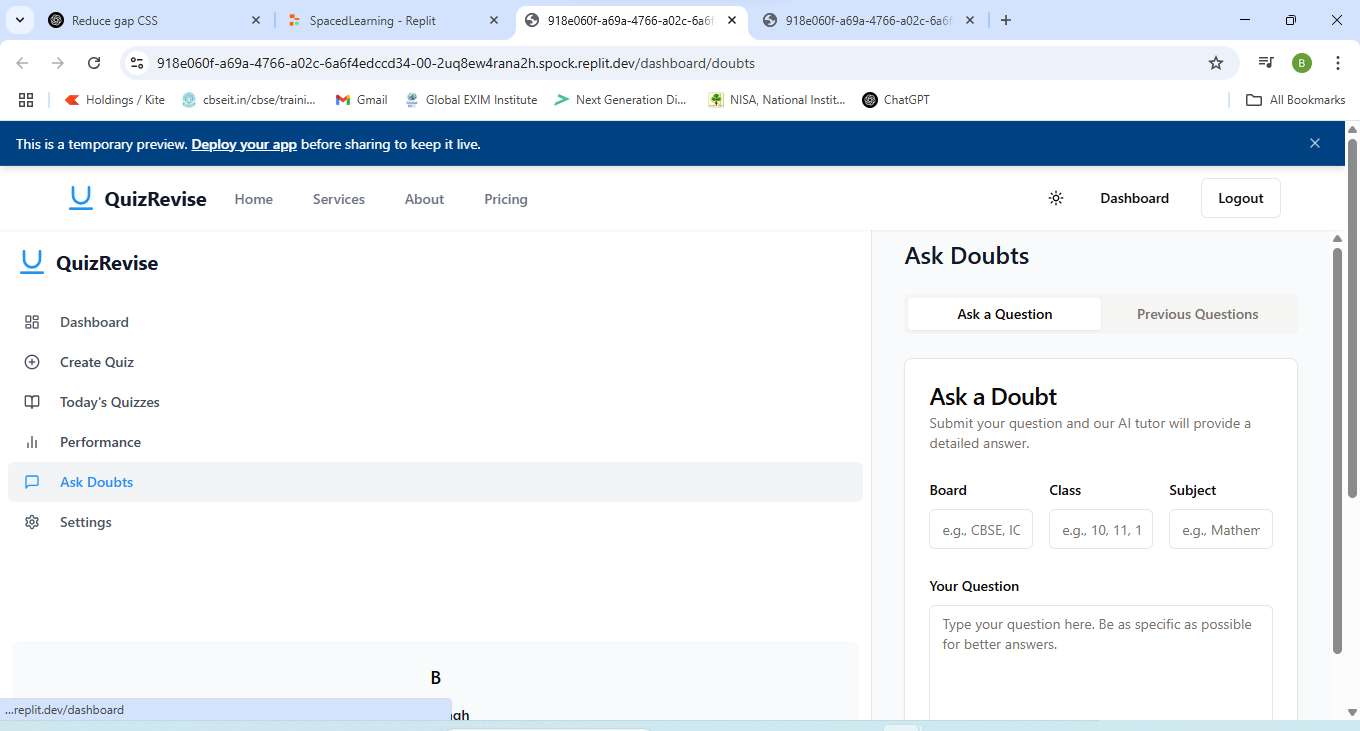 Reduce gap CSS
SpacedLearning - Replit
918e060f-a69a-4766-a02c-6a6f
918e060f-a69a-4766-a02c-6a6f
918e060f-a69a-4766-a02c-6a6f4edccd34-00-2uq8ew4rana2h.spock.replit.dev/dashboard/doubts
B
Holdings / Kite
cbseit.in/cbse/traini...
Gmail
Global EXIM Institute
Next Generation Di...
NISA, National Instit...
ChatGPT
All Bookmarks
This is a temporary preview. Deploy your app before sharing to keep it live.
QuizRevise
Home
Services
About
Pricing
Dashboard
Logout
QuizRevise
Dashboard
Create Quiz
Today's Quizzes
Performance
Ask Doubts
Settings
B
Ask Doubts
Ask a Question
Previous Questions
Ask a Doubt
Submit your question and our AI tutor will provide a
detailed answer.
Board
Class
Subject
e.g., CBSE, IC
e.g., 10, 11, 1
e.g., Mathem
Your Question
Type your question here. Be as specific as possible
for better answers.
...replit.dev/dashboard